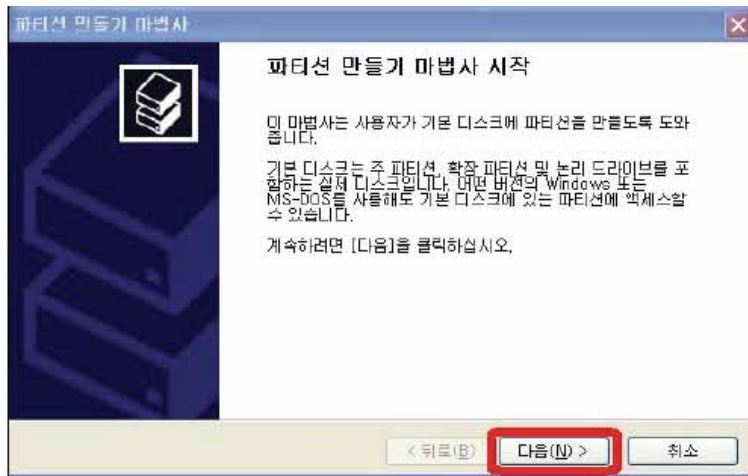 파티션 만들기 마법사
파티션 만들기 마법사 시작
이 마법사는 사용자가 기본 디스크에 파티션을 만들도록 도와
줍니다.
기본 디스크는 주 파티션, 확장 파티션 및 논리 드라이브를 포
함하는 실제 디스크입니다. 어떤 버전의 Windows 또는
MS-DOS를 사용해도 기본 디스크에 있는 파티션에 액세스할
수 있습니다.
계속하려면 [다음]을 클릭하십시오.
< 뒤로(B) 다음(N) > 취소